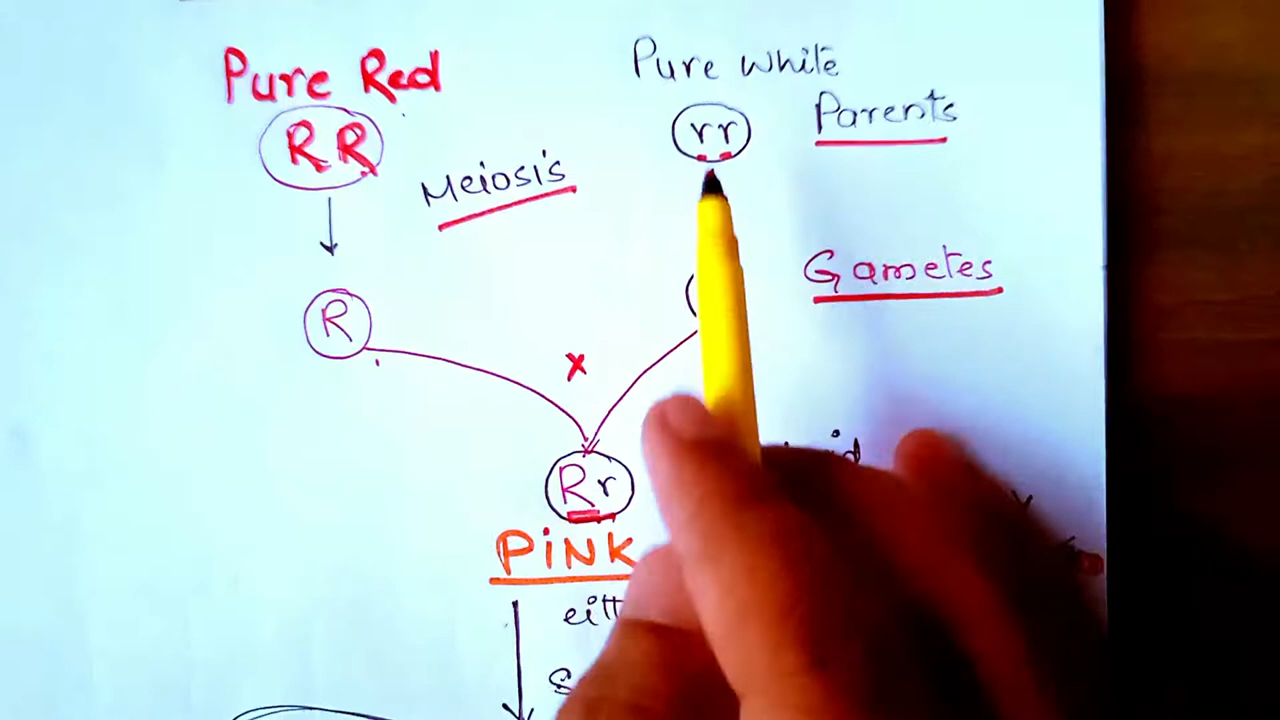 Pure Red
Pure white
RR
rr
Parents
Meiosis
Gametes
R
x
Rr
PiNK